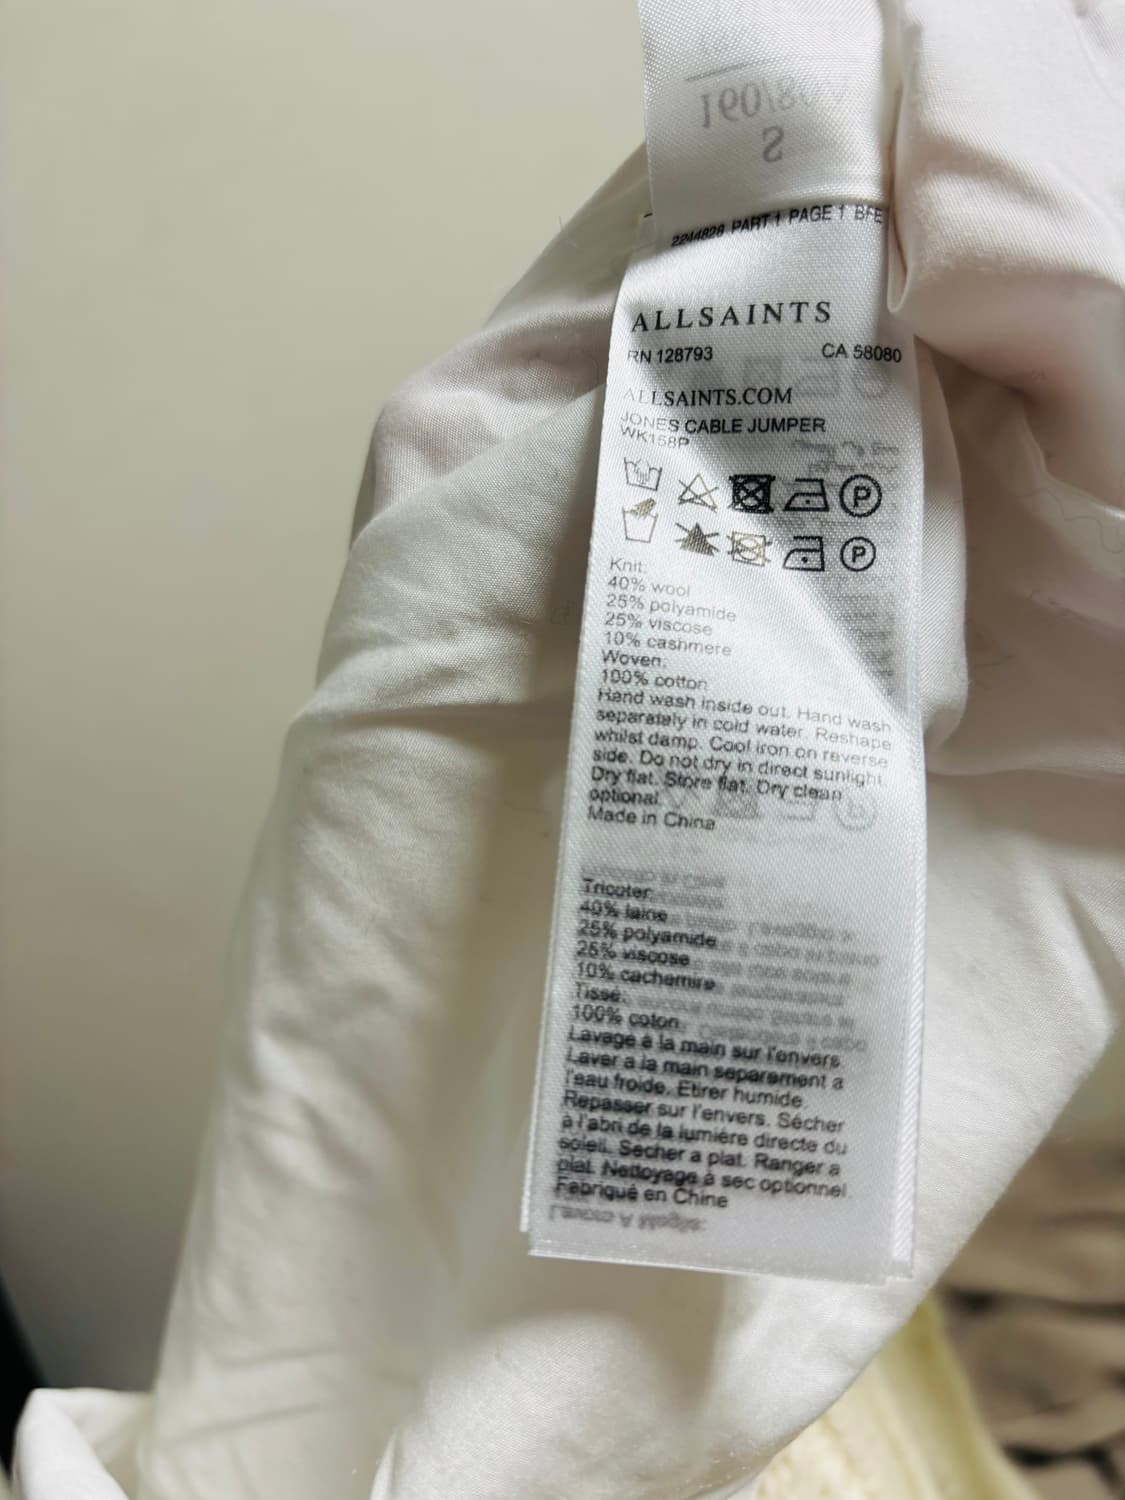 2244828 PART 1 PAGE 1 BFE
ALLSAINTS
RN 128793 CA 58080
ALLSAINTS.COM
JONES CABLE JUMPER
WK158P
Knit:
40% wool
25% polyamide
25% viscose
10% cashmere
Woven:
100% cotton
Hand wash inside out. Hand wash
separately in cold water. Reshape
whilst damp. Cool iron on reverse
side. Do not dry in direct sunlight.
Dry flat. Store flat. Dry clean
optional.
Made in China
Tricoter:
40% laine
25% polyamide
25% viscose
10% cachemire
Tissé:
100% coton
Lavage à la main sur l'envers
Laver a la main separement a
l'eau froide. Etirer humide.
Repasser sur l'envers. Sécher
à l'abri de la lumière directe du
soleil. Secher a plat. Ranger a
plat. Nettoyage à sec optionnel
Fabriqué en Chine